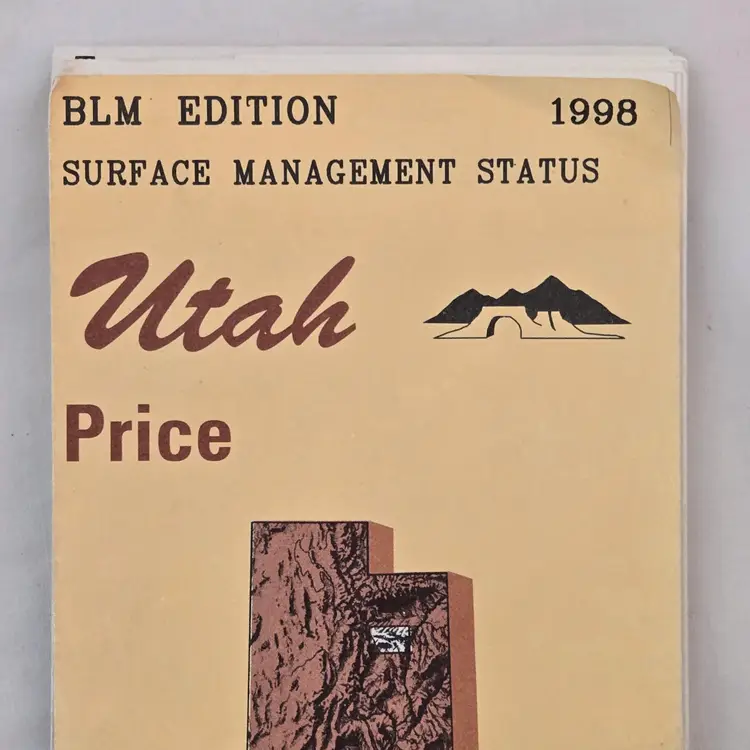 BLM EDITION 1998
SURFACE MANAGEMENT STATUS
Utah
Price